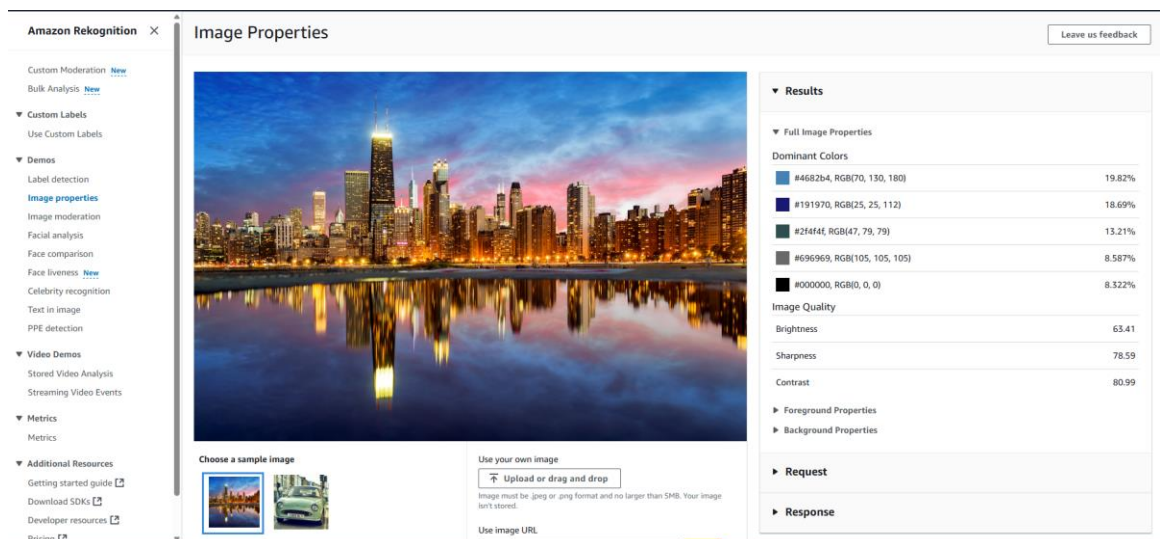 Amazon Rekognition
Custom Moderation New
Bulk Analysis New
Custom Labels
Use Custom Labels
Demos
Label detection
Image properties
Image moderation
Facial analysis
Face comparison
Face liveness New
Celebrity recognition
Text in image
PPE detection
Video Demos
Stored Video Analysis
Streaming Video Events
Metrics
Metrics
Additional Resources
Getting started guide
Download SDKs
Developer resources
Pricing
Image Properties
Leave us feedback
Choose a sample image
Use your own image
Upload or drag and drop
Image must be .jpeg or .png format and no larger than 5MB. Your image
isn't stored.
Use image URL
Results
Full Image Properties
Dominant Colors
#4682b4, RGB(70, 130, 180) 19.82%
#191970, RGB(25, 25, 112) 18.69%
#2f4f4f, RGB(47, 79, 79) 13.21%
#696969, RGB(105, 105, 105) 8.587%
#000000, RGB(0, 0, 0) 8.322%
Image Quality
Brightness 63.41
Sharpness 78.59
Contrast 80.99
Foreground Properties
Background Properties
Request
Response